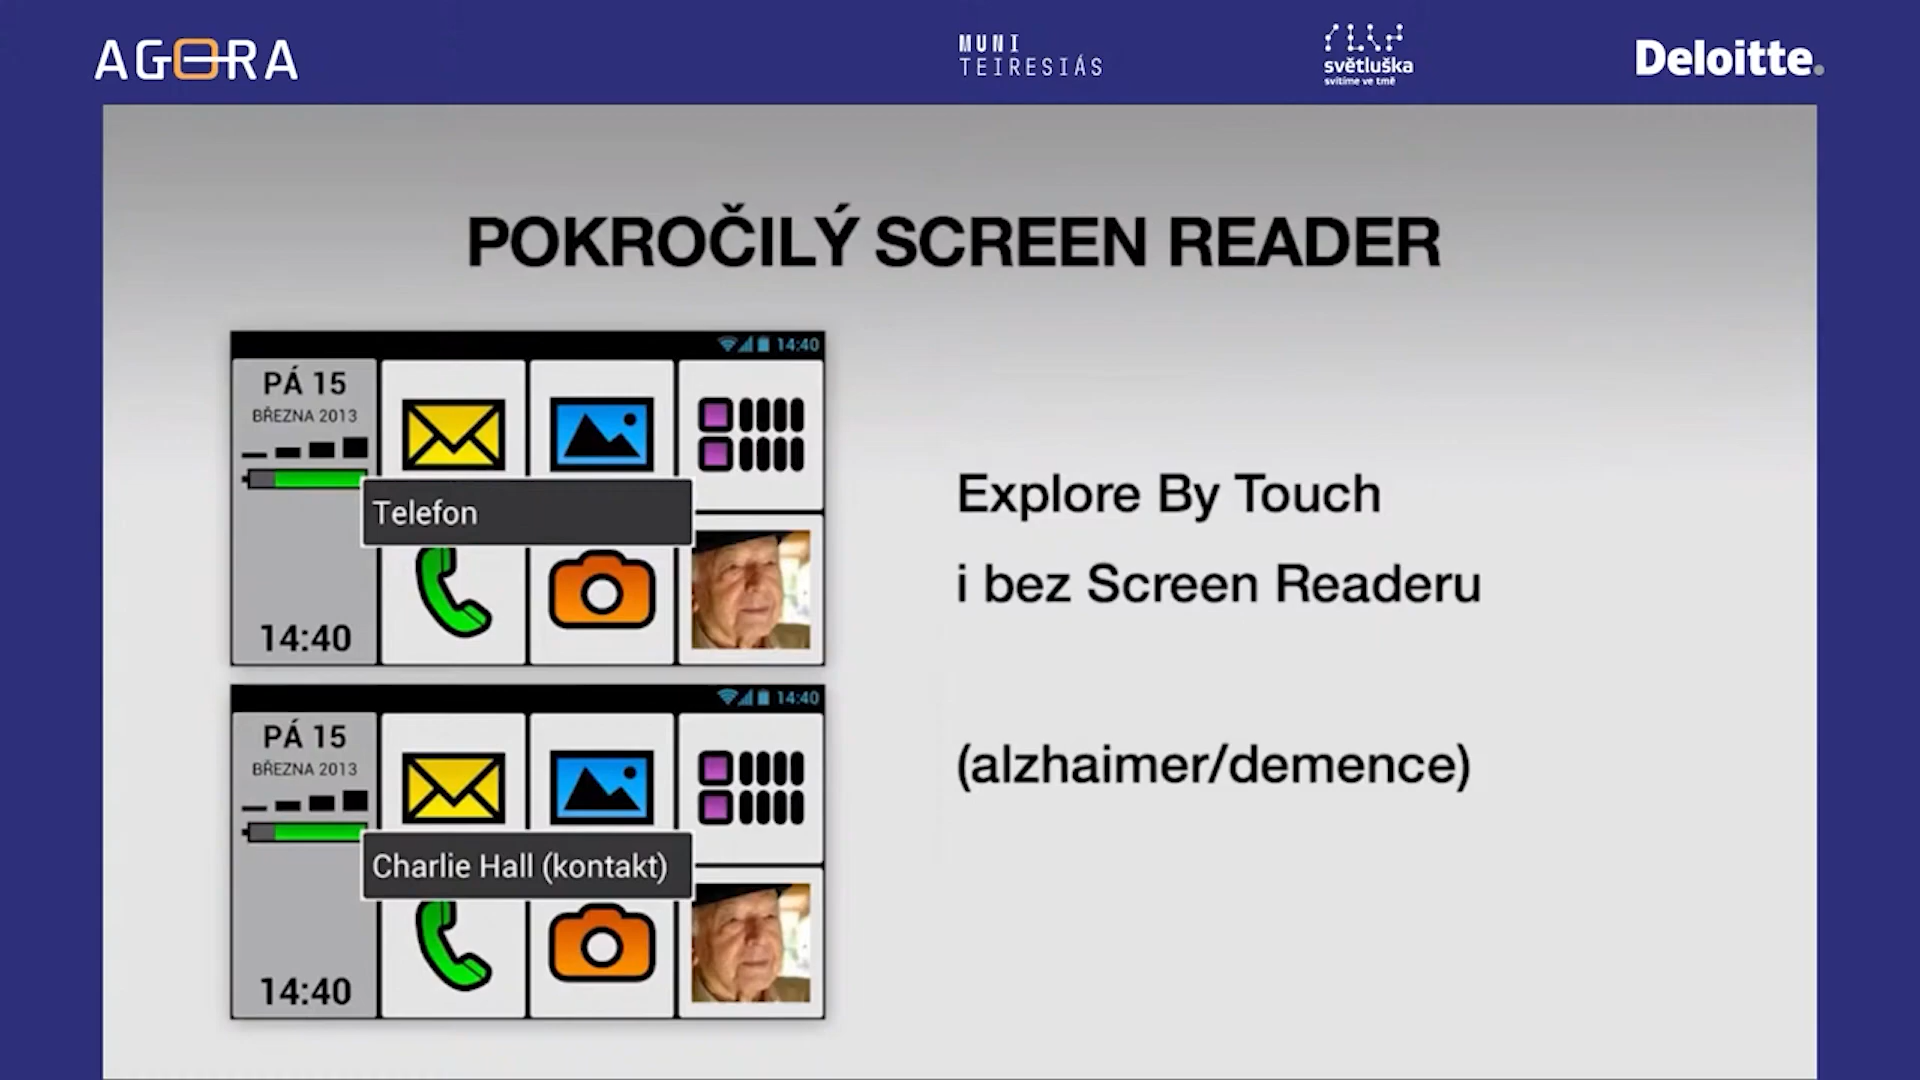 AGORA
MUNI
TEIRESIÁS
světluška
svítíme ve tmě
Deloitte.
POKROČILÝ SCREEN READER
14:40
PÁ 15
BŘEZNA 2013
Telefon
14:40
Explore By Touch
i bez Screen Readeru
(alzhaimer/demence)
14:40
PÁ 15
BŘEZNA 2013
Charlie Hall (kontakt)
14:40